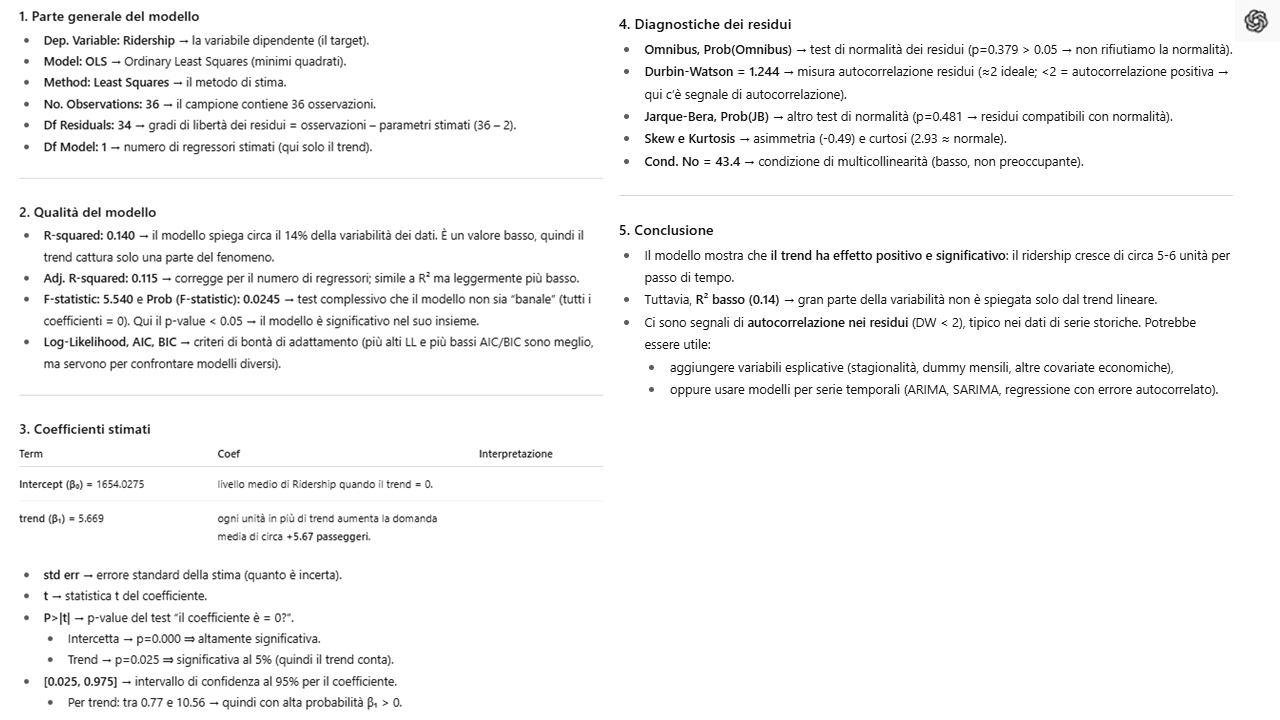 1. Parte generale del modello
• Dep. Variable: Ridership → la variabile dipendente (il target).
• Model: OLS → Ordinary Least Squares (minimi quadrati).
• Method: Least Squares → il metodo di stima.
• No. Observations: 36 → il campione contiene 36 osservazioni.
• Df Residuals: 34 → gradi di libertà dei residui = osservazioni – parametri stimati (36 – 2).
• Df Model: 1 → numero di regressori stimati (qui solo il trend).
2. Qualità del modello
• R-squared: 0.140 → il modello spiega circa il 14% della variabilità dei dati. È un valore basso, quindi il
trend cattura solo una parte del fenomeno.
• Adj. R-squared: 0.115 → corregge per il numero di regressori; simile a R² ma leggermente più basso.
• F-statistic: 5.540 e Prob (F-statistic): 0.0245 → test complessivo che il modello non sia “banale” (tutti i
coefficienti = 0). Qui il p-value < 0.05 → il modello è significativo nel suo insieme.
• Log-Likelihood, AIC, BIC → criteri di bontà di adattamento (più alti LL e più bassi AIC/BIC sono meglio,
ma servono per confrontare modelli diversi).
3. Coefficienti stimati
Term Coef Interpretazione
Intercept (β₀) = 1654.0275 livello medio di Ridership quando il trend = 0.
trend (β₁) = 5.669 ogni unità in più di trend aumenta la domanda
media di circa +5.67 passeggeri.
• std err → errore standard della stima (quanto è incerta).
• t → statistica t del coefficiente.
• P>|t| → p-value del test “il coefficiente è = 0?”.
• Intercetta → p=0.000 ⇒ altamente significativa.
• Trend → p=0.025 ⇒ significativa al 5% (quindi il trend conta).
• [0.025, 0.975] → intervallo di confidenza al 95% per il coefficiente.
• Per trend: tra 0.77 e 10.56 → quindi con alta probabilità β₁ > 0.
4. Diagnostiche dei residui
• Omnibus, Prob(Omnibus) → test di normalità dei residui (p=0.379 > 0.05 → non rifiutiamo la normalità).
• Durbin-Watson = 1.244 → misura autocorrelazione residui (≈2 ideale; <2 = autocorrelazione positiva →
qui c’è segnale di autocorrelazione).
• Jarque-Bera, Prob(JB) → altro test di normalità (p=0.481 → residui compatibili con normalità).
• Skew e Kurtosis → asimmetria (-0.49) e curtosi (2.93 ≈ normale).
• Cond. No = 43.4 → condizione di multicollinearità (basso, non preoccupante).
5. Conclusione
• Il modello mostra che il trend ha effetto positivo e significativo: il ridership cresce di circa 5-6 unità per
passo di tempo.
• Tuttavia, R² basso (0.14) → gran parte della variabilità non è spiegata solo dal trend lineare.
• Ci sono segnali di autocorrelazione nei residui (DW < 2), tipico nei dati di serie storiche. Potrebbe
essere utile:
• aggiungere variabili esplicative (stagionalità, dummy mensili, altre covariate economiche),
• oppure usare modelli per serie temporali (ARIMA, SARIMA, regressione con errore autocorrelato).